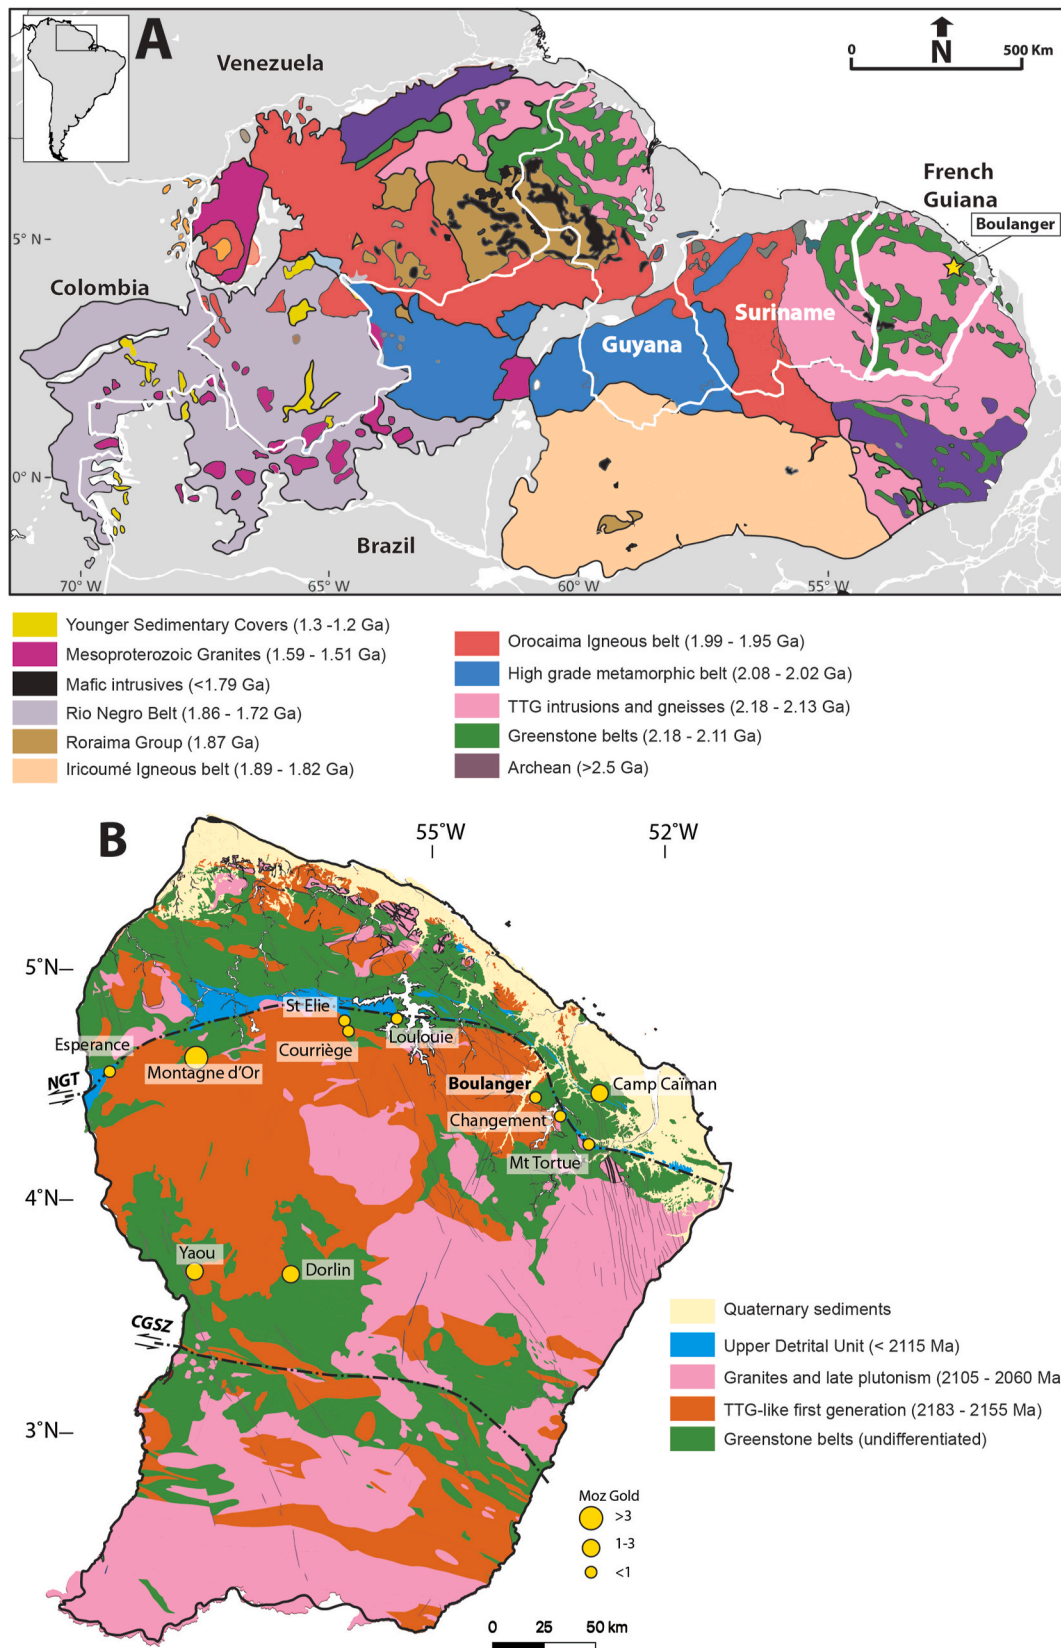 A
Venezuela
N
0 500 Km
French
Guiana
Boulanger
5° N
Colombia
Suriname
Guyana
0° N
Brazil
70° W
65° W
60° W
55° W
Younger Sedimentary Covers (1.3 -1.2 Ga)
Mesoproterozoic Granites (1.59 - 1.51 Ga)
Mafic intrusives (<1.79 Ga)
Rio Negro Belt (1.86 - 1.72 Ga)
Roraima Group (1.87 Ga)
Iricoumé Igneous belt (1.89 - 1.82 Ga)
Orocaima Igneous belt (1.99 - 1.95 Ga)
High grade metamorphic belt (2.08 - 2.02 Ga)
TTG intrusions and gneisses (2.18 - 2.13 Ga)
Greenstone belts (2.18 - 2.11 Ga)
Archean (>2.5 Ga)
B
55°W
52°W
5°N
St Elie
Loulouie
Esperance
Courriège
Montagne d'Or
NGT
Boulanger
Camp Caïman
Changement
Mt Tortue
4°N
Yaou
Dorlin
CGSZ
3°N
Quaternary sediments
Upper Detrital Unit (< 2115 Ma)
Granites and late plutonism (2105 - 2060 Ma
TTG-like first generation (2183 - 2155 Ma)
Greenstone belts (undifferentiated)
Moz Gold
>3
1-3
<1
0 25 50 km